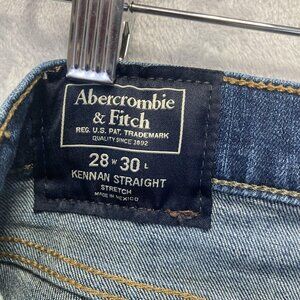 Abercrombie
& Fitch
REG. U.S. PAT. TRADEMARK
QUALITY SINCE 1892
28 W 30 L
KENNAN STRAIGHT
STRETCH
MADE IN MEXICO